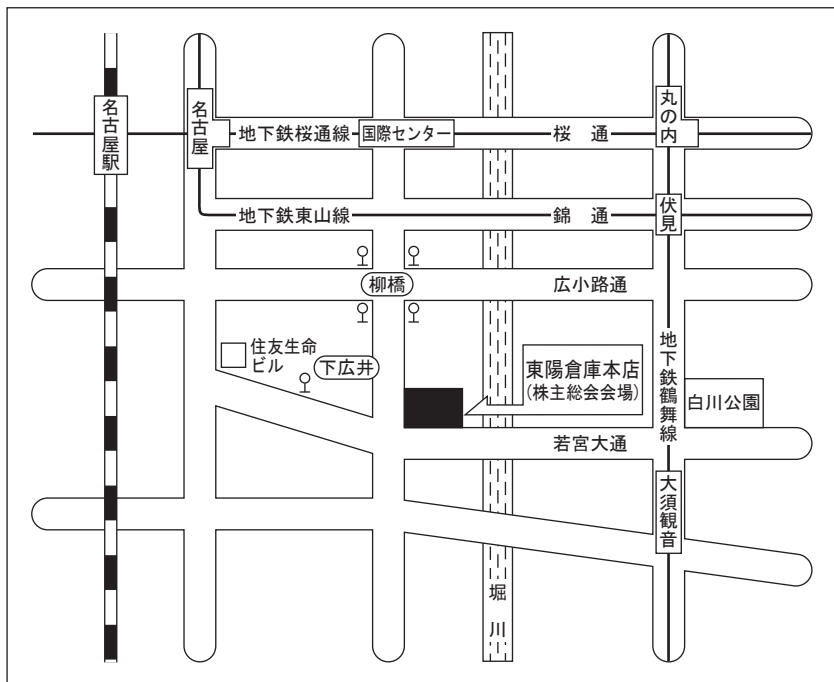 名古屋駅
名古屋
地下鉄桜通線
国際センター
桜　通
丸の内
地下鉄東山線
錦　通
伏見
柳橋
広小路通
住友生命
ビル
下広井
東陽倉庫本店
(株主総会会場)
地下鉄鶴舞線
白川公園
若宮大通
大須観音
堀川